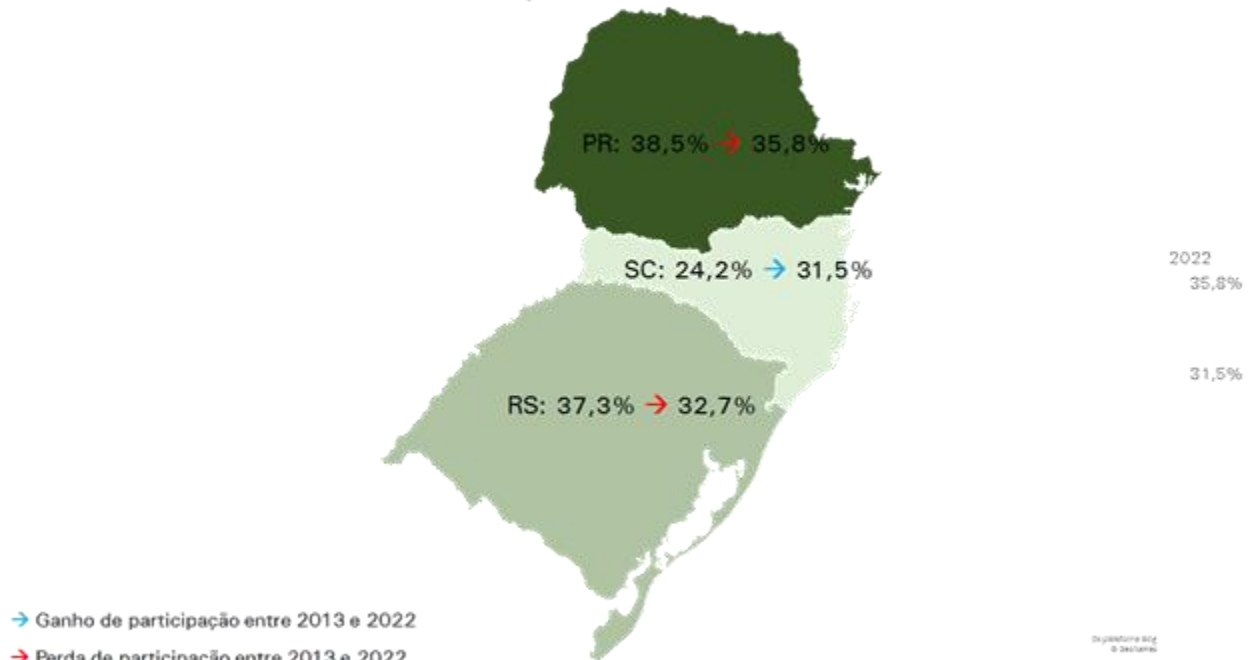 PR: 38,5% → 35,8%
SC: 24,2% → 31,5%
2022
35,8%
31,5%
RS: 37,3% → 32,7%
→ Ganho de participação entre 2013 e 2022
→ Perda de participação entre 2013 e 2022